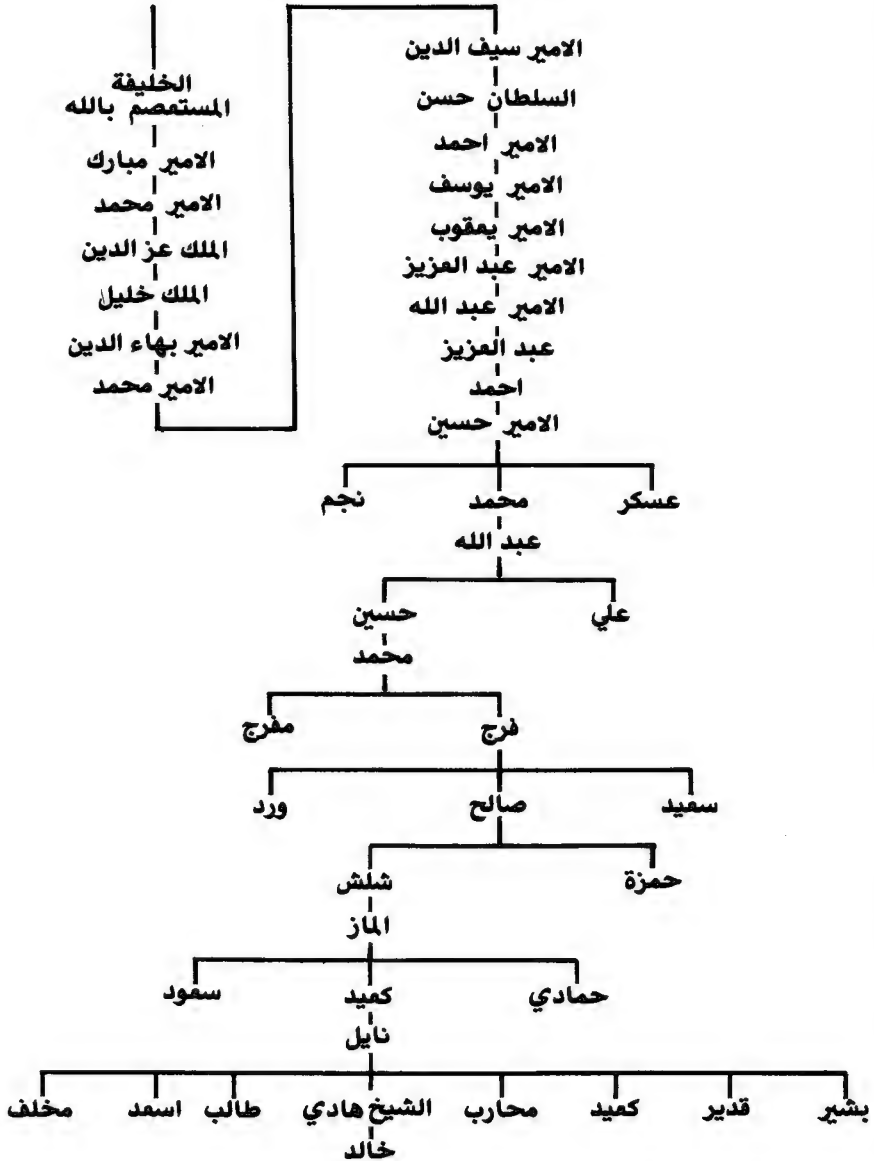 الخليفة
المستعصم بالله
الامير مبارك
الامير محمد
الملك عز الدين
الملك خليل
الامير بهاء الدين
الامير محمد
الامير سيف الدين
السلطان حسن
الامير احمد
الامير يوسف
الامير يعقوب
الامير عبد العزيز
الامير عبد الله
عبد العزيز
احمد
الامير حسين
عسكر محمد نجم
عبد الله
علي حسين
محمد
فرج مفرج
سعيد صالح ورد
حمزة شلش
الماز
حمادي كعيد سعود
نايل
بشير قدير كعيد محارب الشيخ هادي طالب اسعد مخلف
خالد